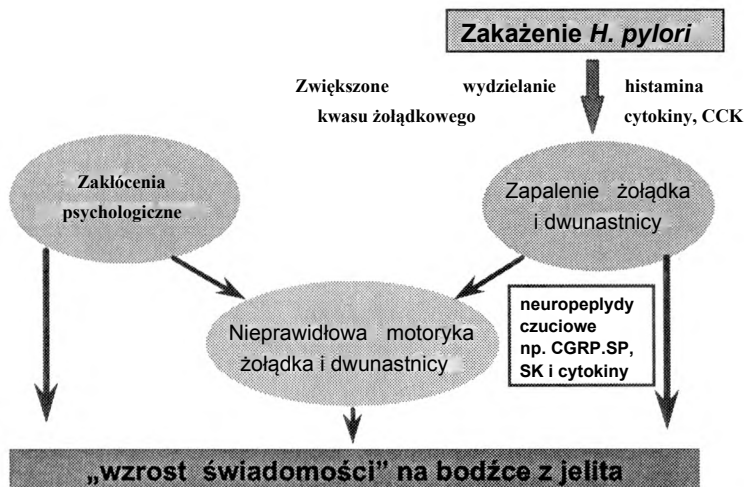 Zakażenie H. pylori
Zwiększone wydzielanie histamina
kwasu żołądkowego cytokiny, CCK
Zakłócenia
psychologiczne
Zapalenie żołądka
i dwunastnicy
Nieprawidłowa motoryka
żołądka i dwunastnicy
neuropeplydy
czuciowe
np. CGRP.SP,
SK i cytokiny
„wzrost świadomości” na bodźce z jelita